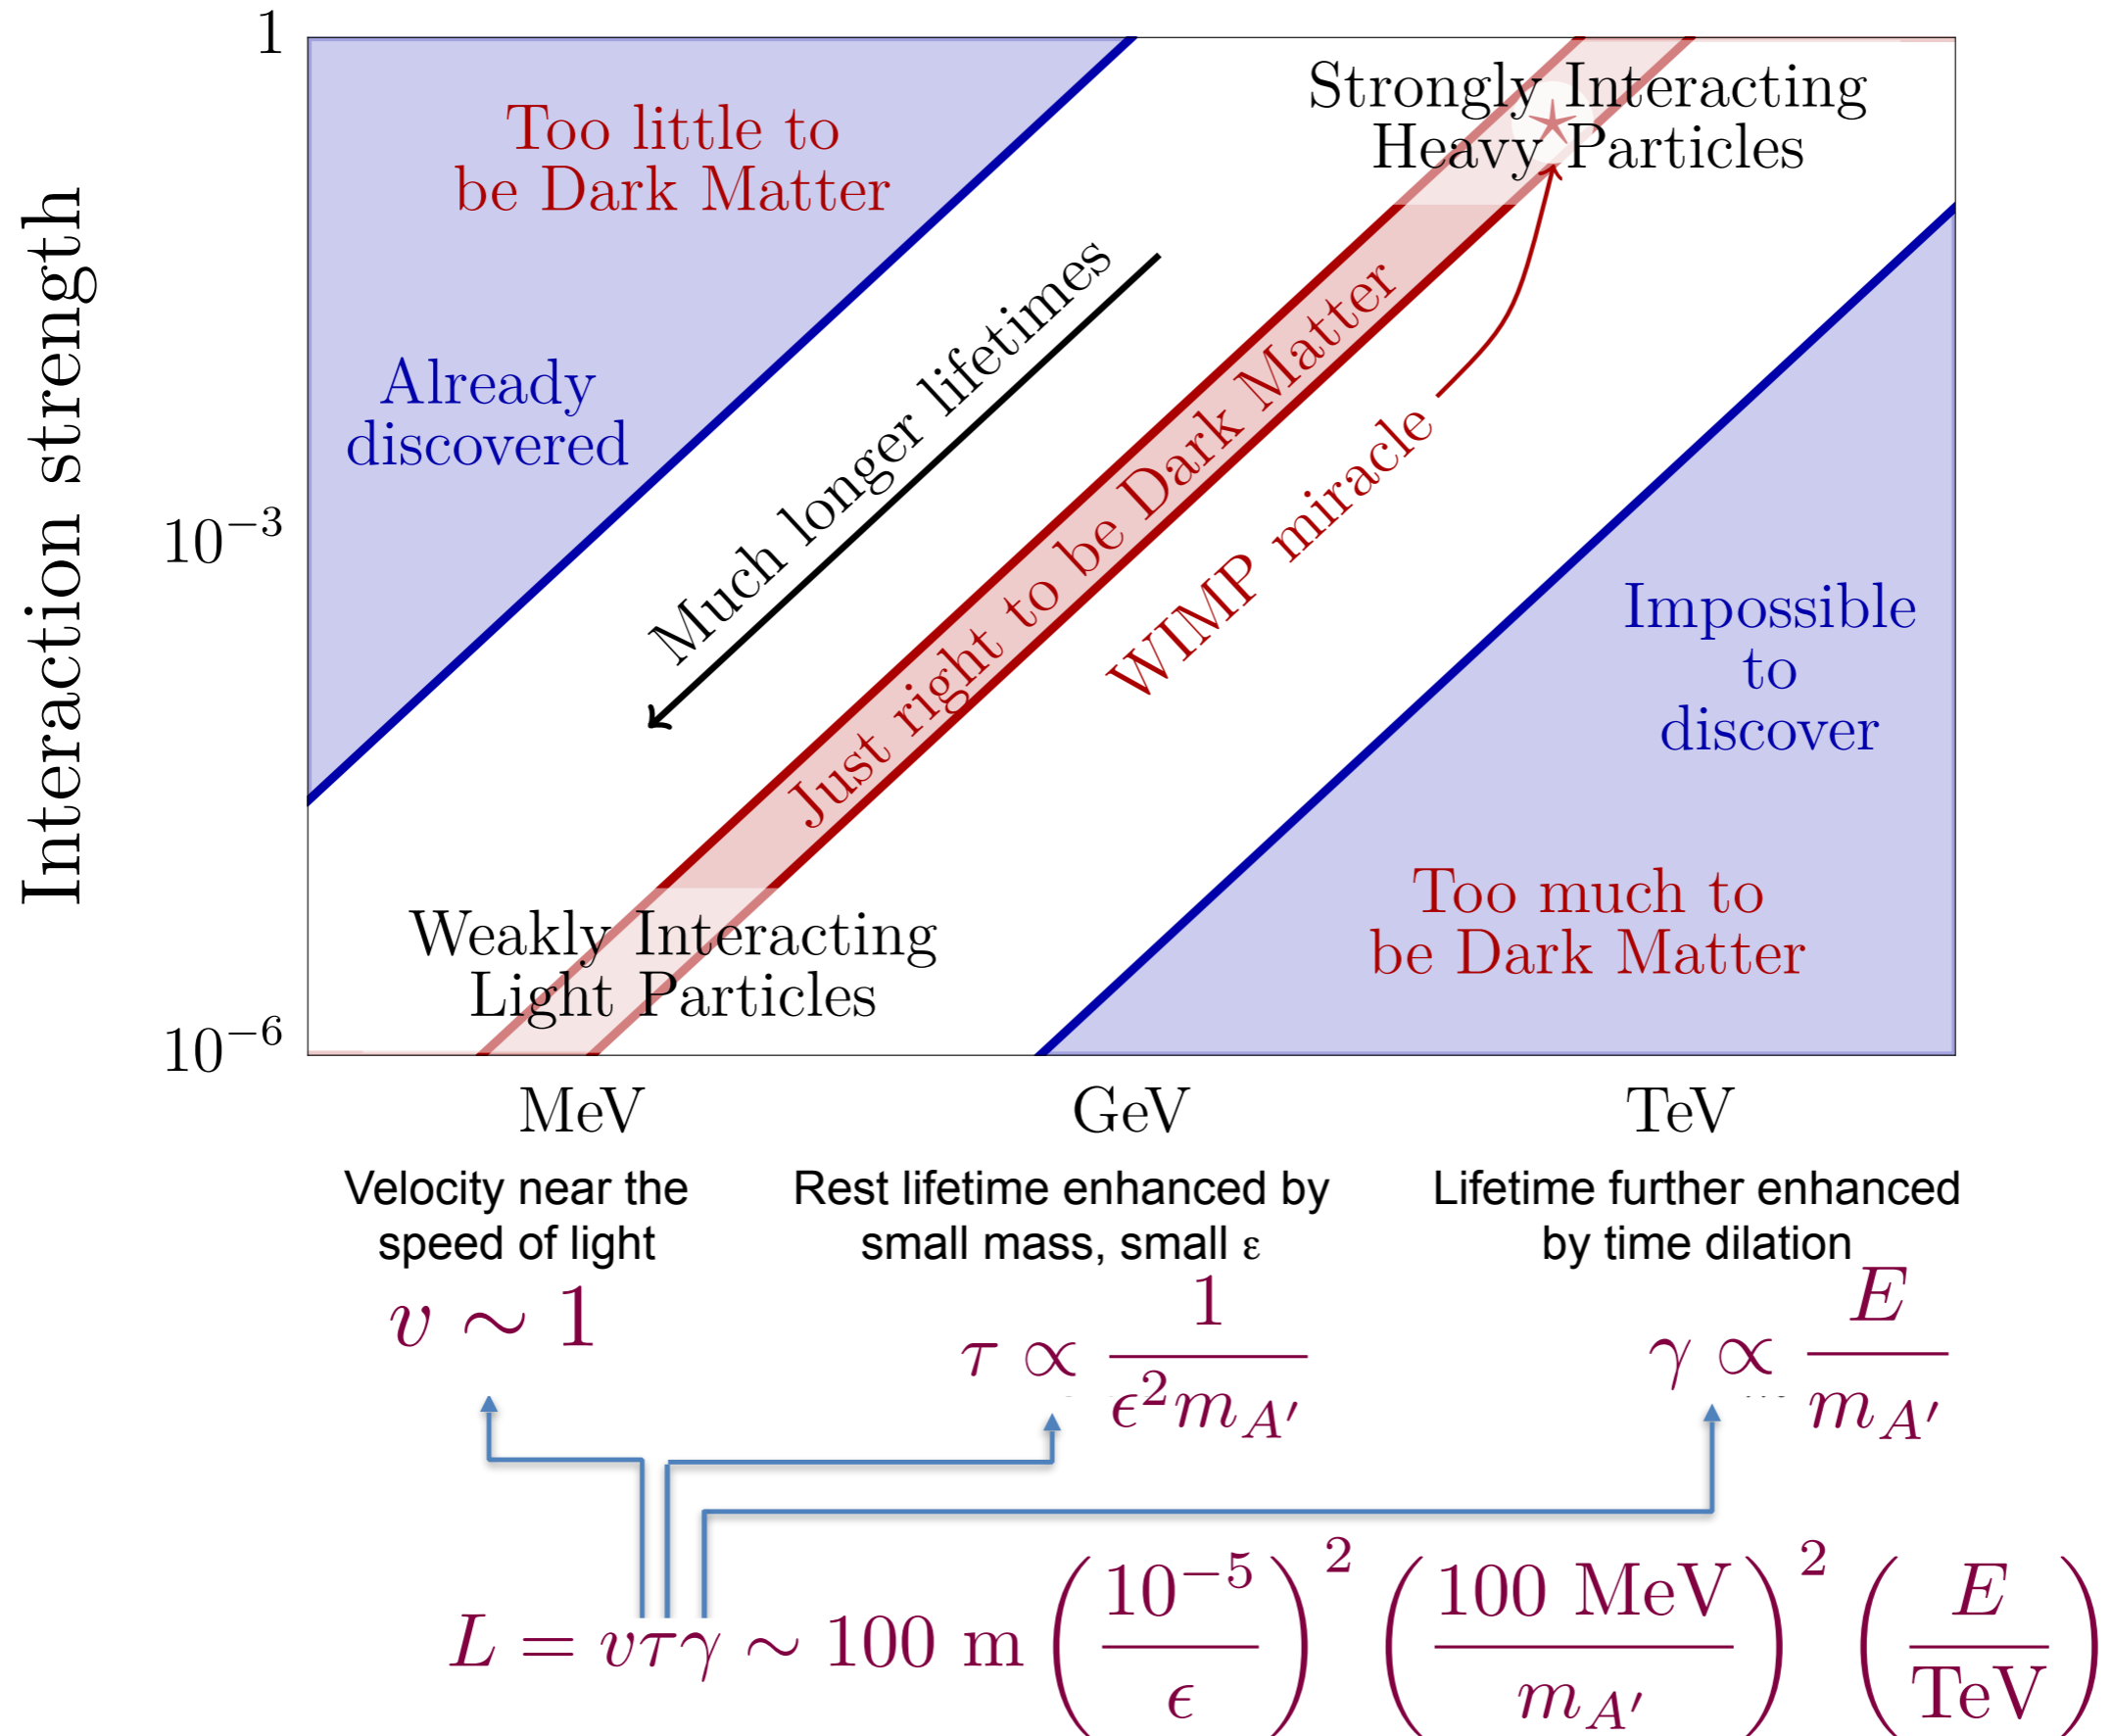 Interaction strength
1
10⁻³
10⁻⁶
Too little to
be Dark Matter
Already
discovered
Much longer lifetimes
Just right to be Dark Matter
WIMP miracle
Strongly Interacting
Heavy Particles
Impossible
to
discover
Too much to
be Dark Matter
Weakly Interacting
Light Particles
MeV GeV TeV
Velocity near the
speed of light
v ∼ 1
Rest lifetime enhanced by
small mass, small ε
τ ∝ 1/(ϵ² m_A′)
Lifetime further enhanced
by time dilation
γ ∝ E/m_A′
L = vτγ ∼ 100 m (10⁻⁵/ϵ)² (100 MeV/m_A′)² (E/TeV)